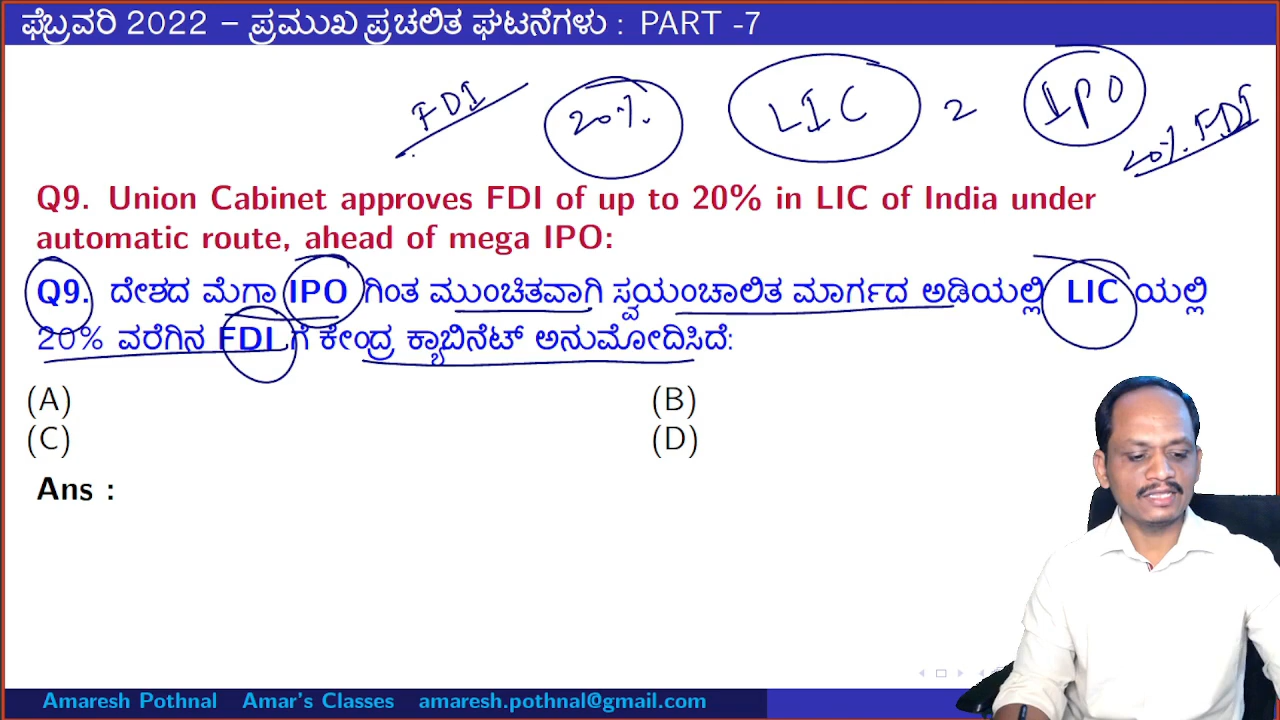 ಫೆಬ್ರವರಿ 2022 – ಪ್ರಮುಖ ಪ್ರಚಲಿತ ಘಟನೆಗಳು : PART -7
FDI 20% LIC 2 IPO
20% FDI
Q9. Union Cabinet approves FDI of up to 20% in LIC of India under
automatic route, ahead of mega IPO:
Q9. ದೇಶದ ಮೆಗಾ IPO ಗಿಂತ ಮುಂಚಿತವಾಗಿ ಸ್ವಯಂಚಾಲಿತ ಮಾರ್ಗದ ಅಡಿಯಲ್ಲಿ LIC ಯಲ್ಲಿ
20% ವರೆಗಿನ FDI ಗೆ ಕೇಂದ್ರ ಕ್ಯಾಬಿನೆಟ್ ಅನುಮೋದಿಸಿದೆ:
(A) (B)
(C) (D)
Ans :
Amaresh Pothnal Amar's Classes amaresh.pothnal@gmail.com